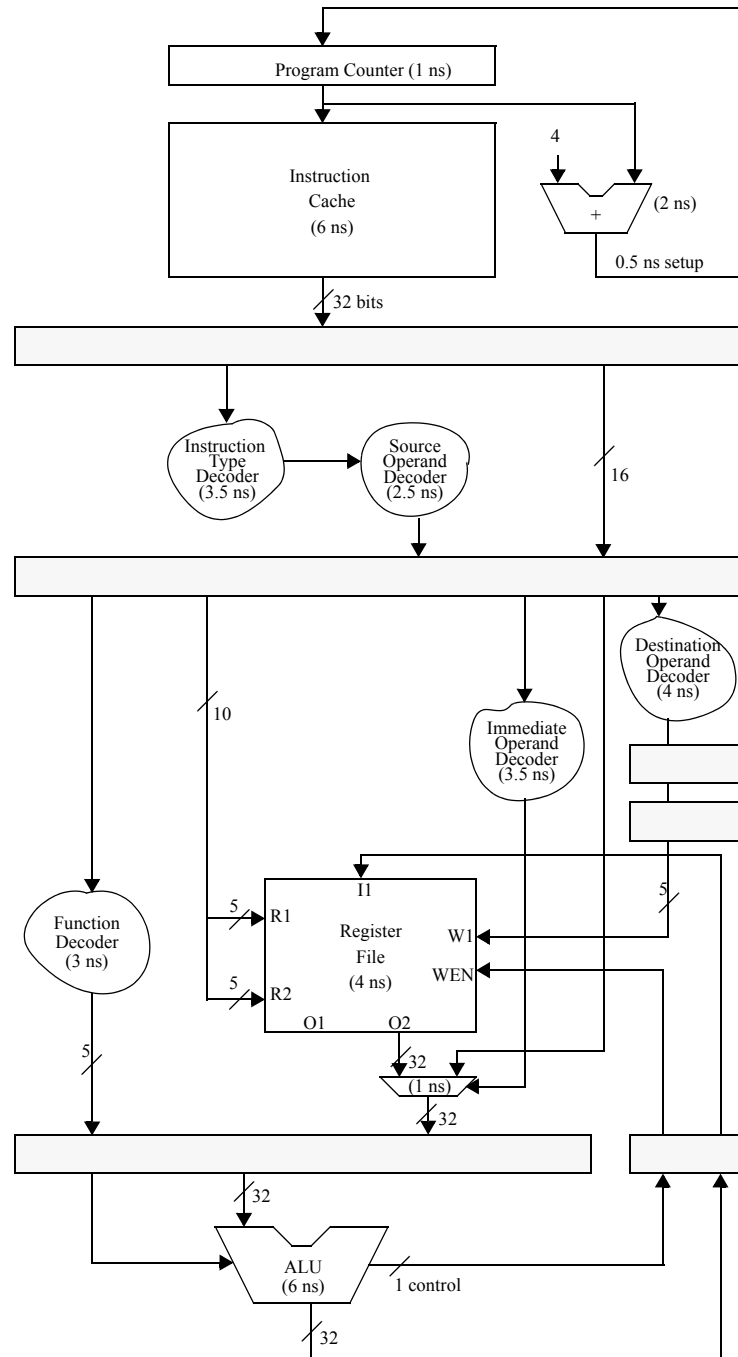 Program Counter (1 ns)
4
Instruction
Cache
(6 ns)
+
(2 ns)
0.5 ns setup
32 bits
Instruction
Type
Decoder
(3.5 ns)
Source
Operand
Decoder
(2.5 ns)
16
Destination
Operand
Decoder
(4 ns)
10
Immediate
Operand
Decoder
(3.5 ns)
I1
5
5
R1
Register
File
(4 ns)
W1
WEN
Function
Decoder
(3 ns)
5
R2
O1
O2
5
32
(1 ns)
32
32
ALU
(6 ns)
1 control
32